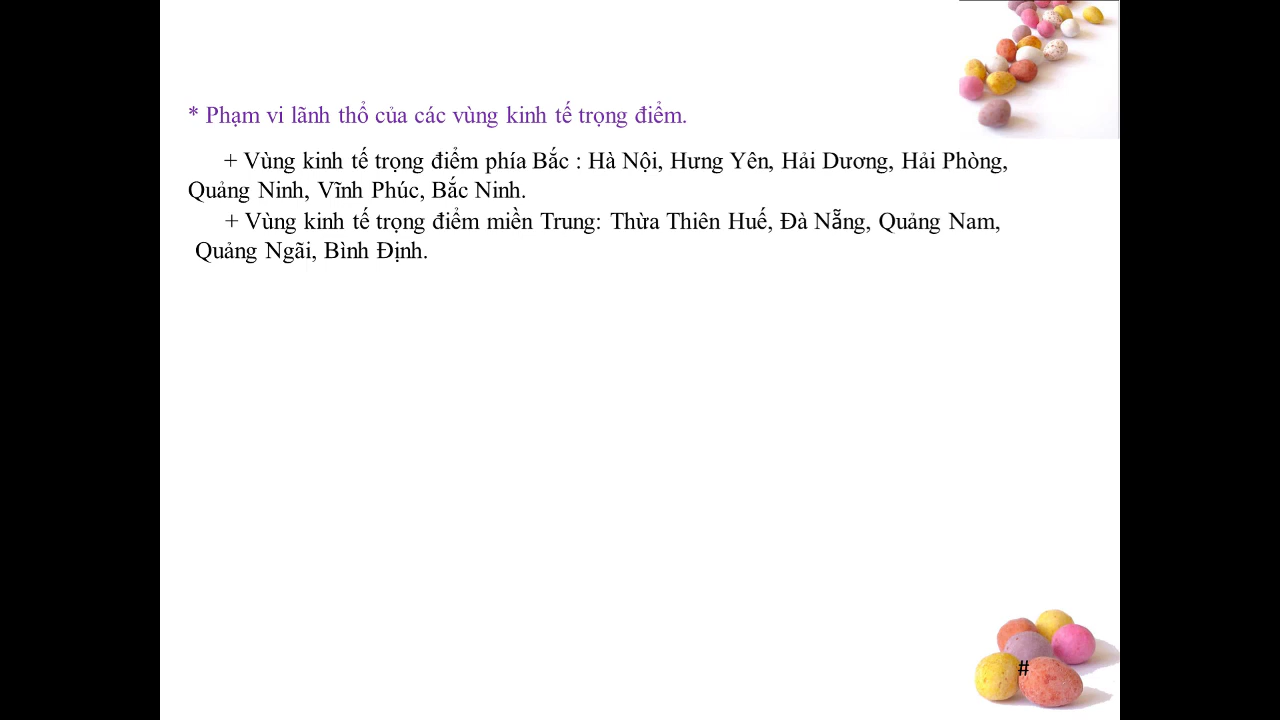 * Phạm vi lãnh thổ của các vùng kinh tế trọng điểm.
+ Vùng kinh tế trọng điểm phía Bắc : Hà Nội, Hưng Yên, Hải Dương, Hải Phòng,
Quảng Ninh, Vĩnh Phúc, Bắc Ninh.
+ Vùng kinh tế trọng điểm miền Trung: Thừa Thiên Huế, Đà Nẵng, Quảng Nam,
Quảng Ngãi, Bình Định.
#